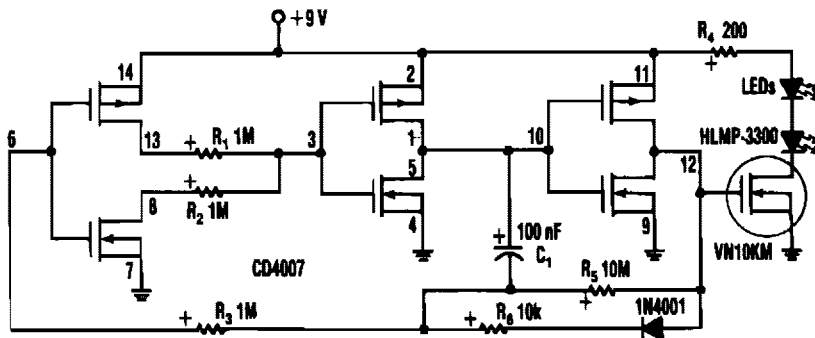 +9 V
R4 200
14
2
11
LEDs
6
13
+
R1 1M
3
1
10
HLMP-3300
5
12
8
+
R2 1M
4
9
7
CD4007
+
100 nF
C1
VN10KM
R5 10M
+
1N4001
+
R3 1M
+
R6 10k
+